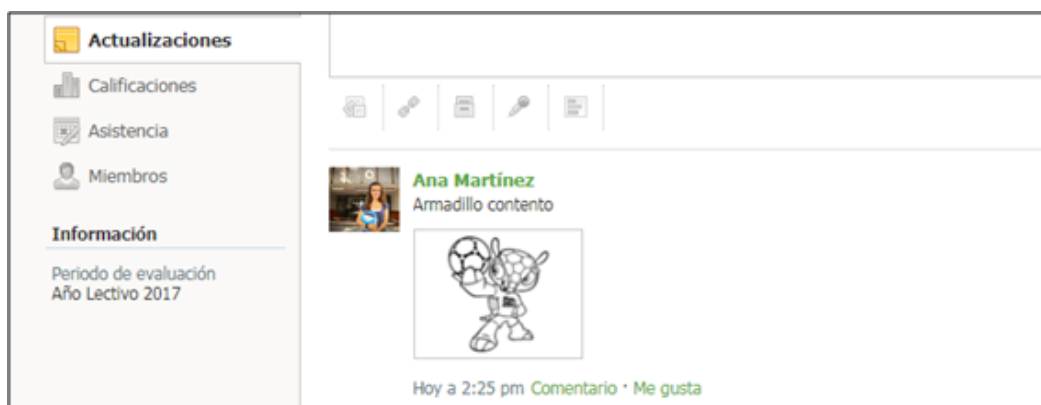 Actualizaciones
Calificaciones
Asistencia
Miembros
Información
Periodo de evaluación
Año Lectivo 2017
Ana Martínez
Armadillo contento
Hoy a 2:25 pm Comentario · Me gusta